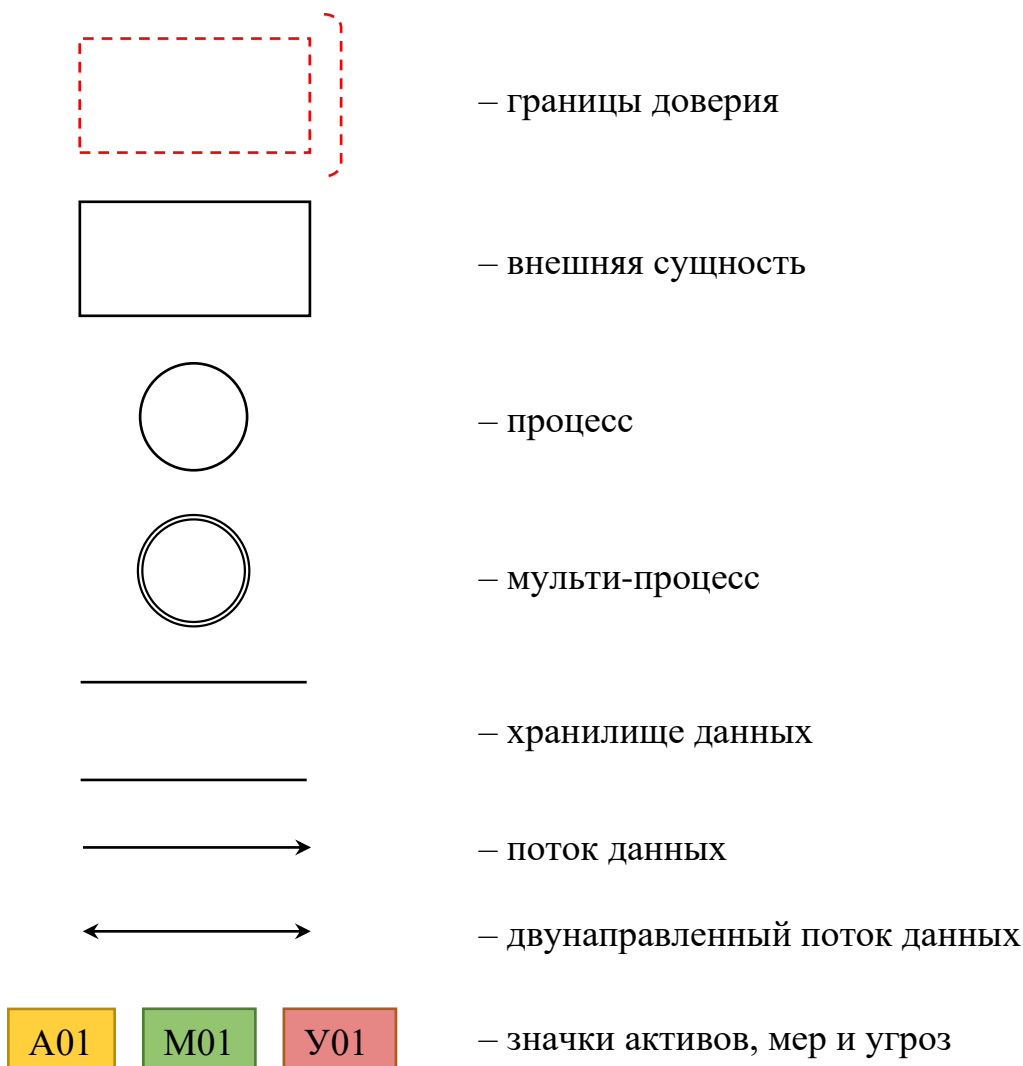 – границы доверия
– внешняя сущность
– процесс
– мульти-процесс
– хранилище данных
– поток данных
– двунаправленный поток данных
А01 М01 У01 – значки активов, мер и угроз